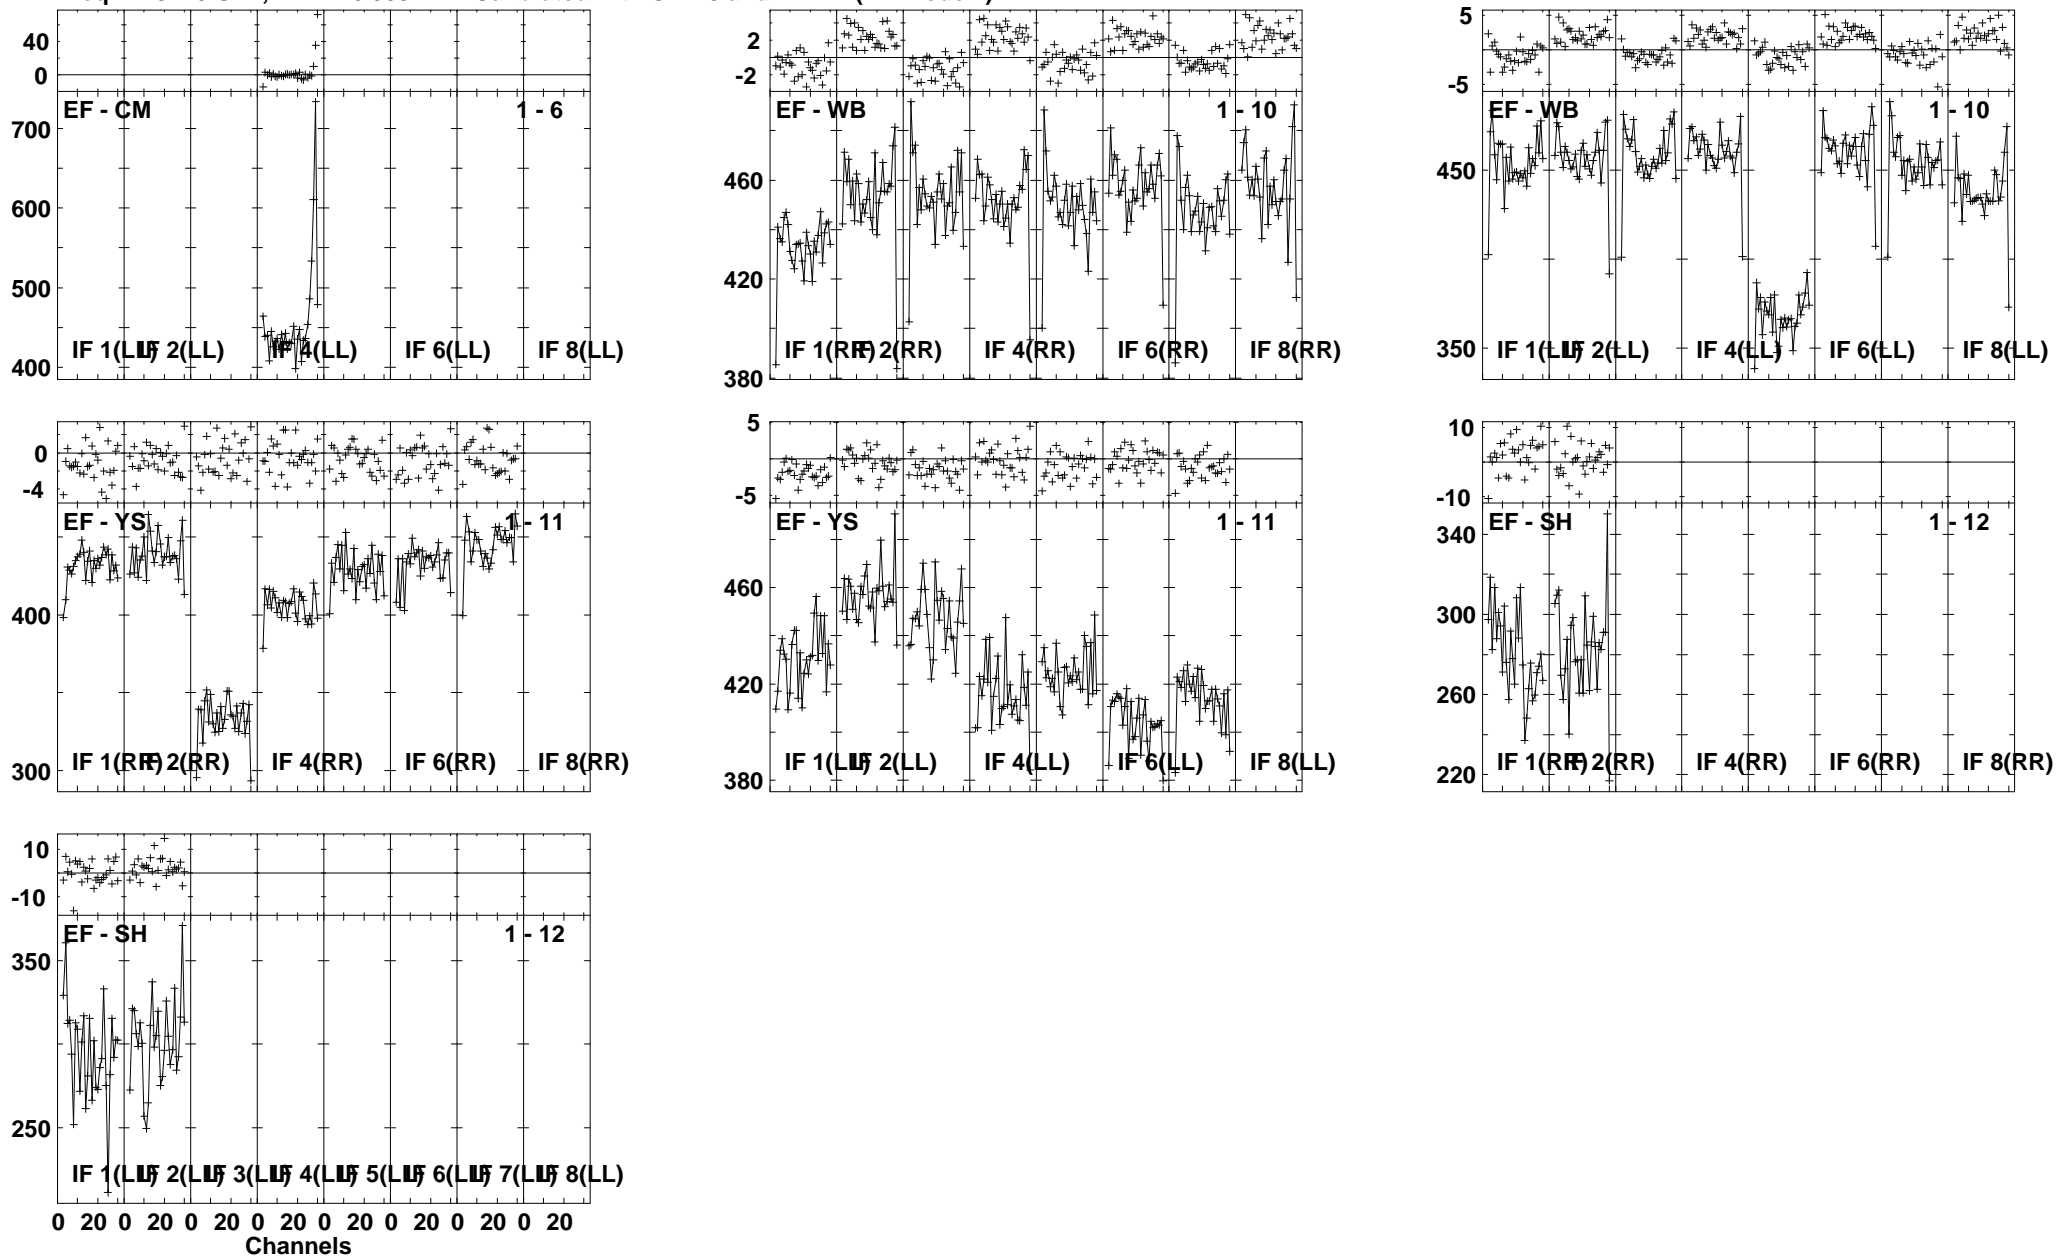 40
0
EF - CM
1 - 6
700
600
500
400
IF 1(LL)
IF 2(LL)
IF 4(LL)
IF 6(LL)
IF 8(LL)
2
-2
EF - WB
1 - 10
460
420
380
IF 1(RR)
IF 2(RR)
IF 4(RR)
IF 6(RR)
IF 8(RR)
5
-5
EF - WB
1 - 10
450
350
IF 1(LL)
IF 2(LL)
IF 4(LL)
IF 6(LL)
IF 8(LL)
0
-4
EF - YS
1 - 11
400
300
IF 1(RR)
IF 2(RR)
IF 4(RR)
IF 6(RR)
IF 8(RR)
5
-5
EF - YS
1 - 11
460
420
380
IF 1(LL)
IF 2(LL)
IF 4(LL)
IF 6(LL)
IF 8(LL)
10
-10
EF - SH
1 - 12
340
300
260
220
IF 1(RR)
IF 2(RR)
IF 4(RR)
IF 6(RR)
IF 8(RR)
10
-10
EF - SH
1 - 12
350
250
IF 1(LL)
IF 2(LL)
IF 3(LL)
IF 4(LL)
IF 5(LL)
IF 6(LL)
IF 7(LL)
IF 8(LL)
0 20 0 20 0 20 0 20 0 20 0 20 0 20 0 20
Channels